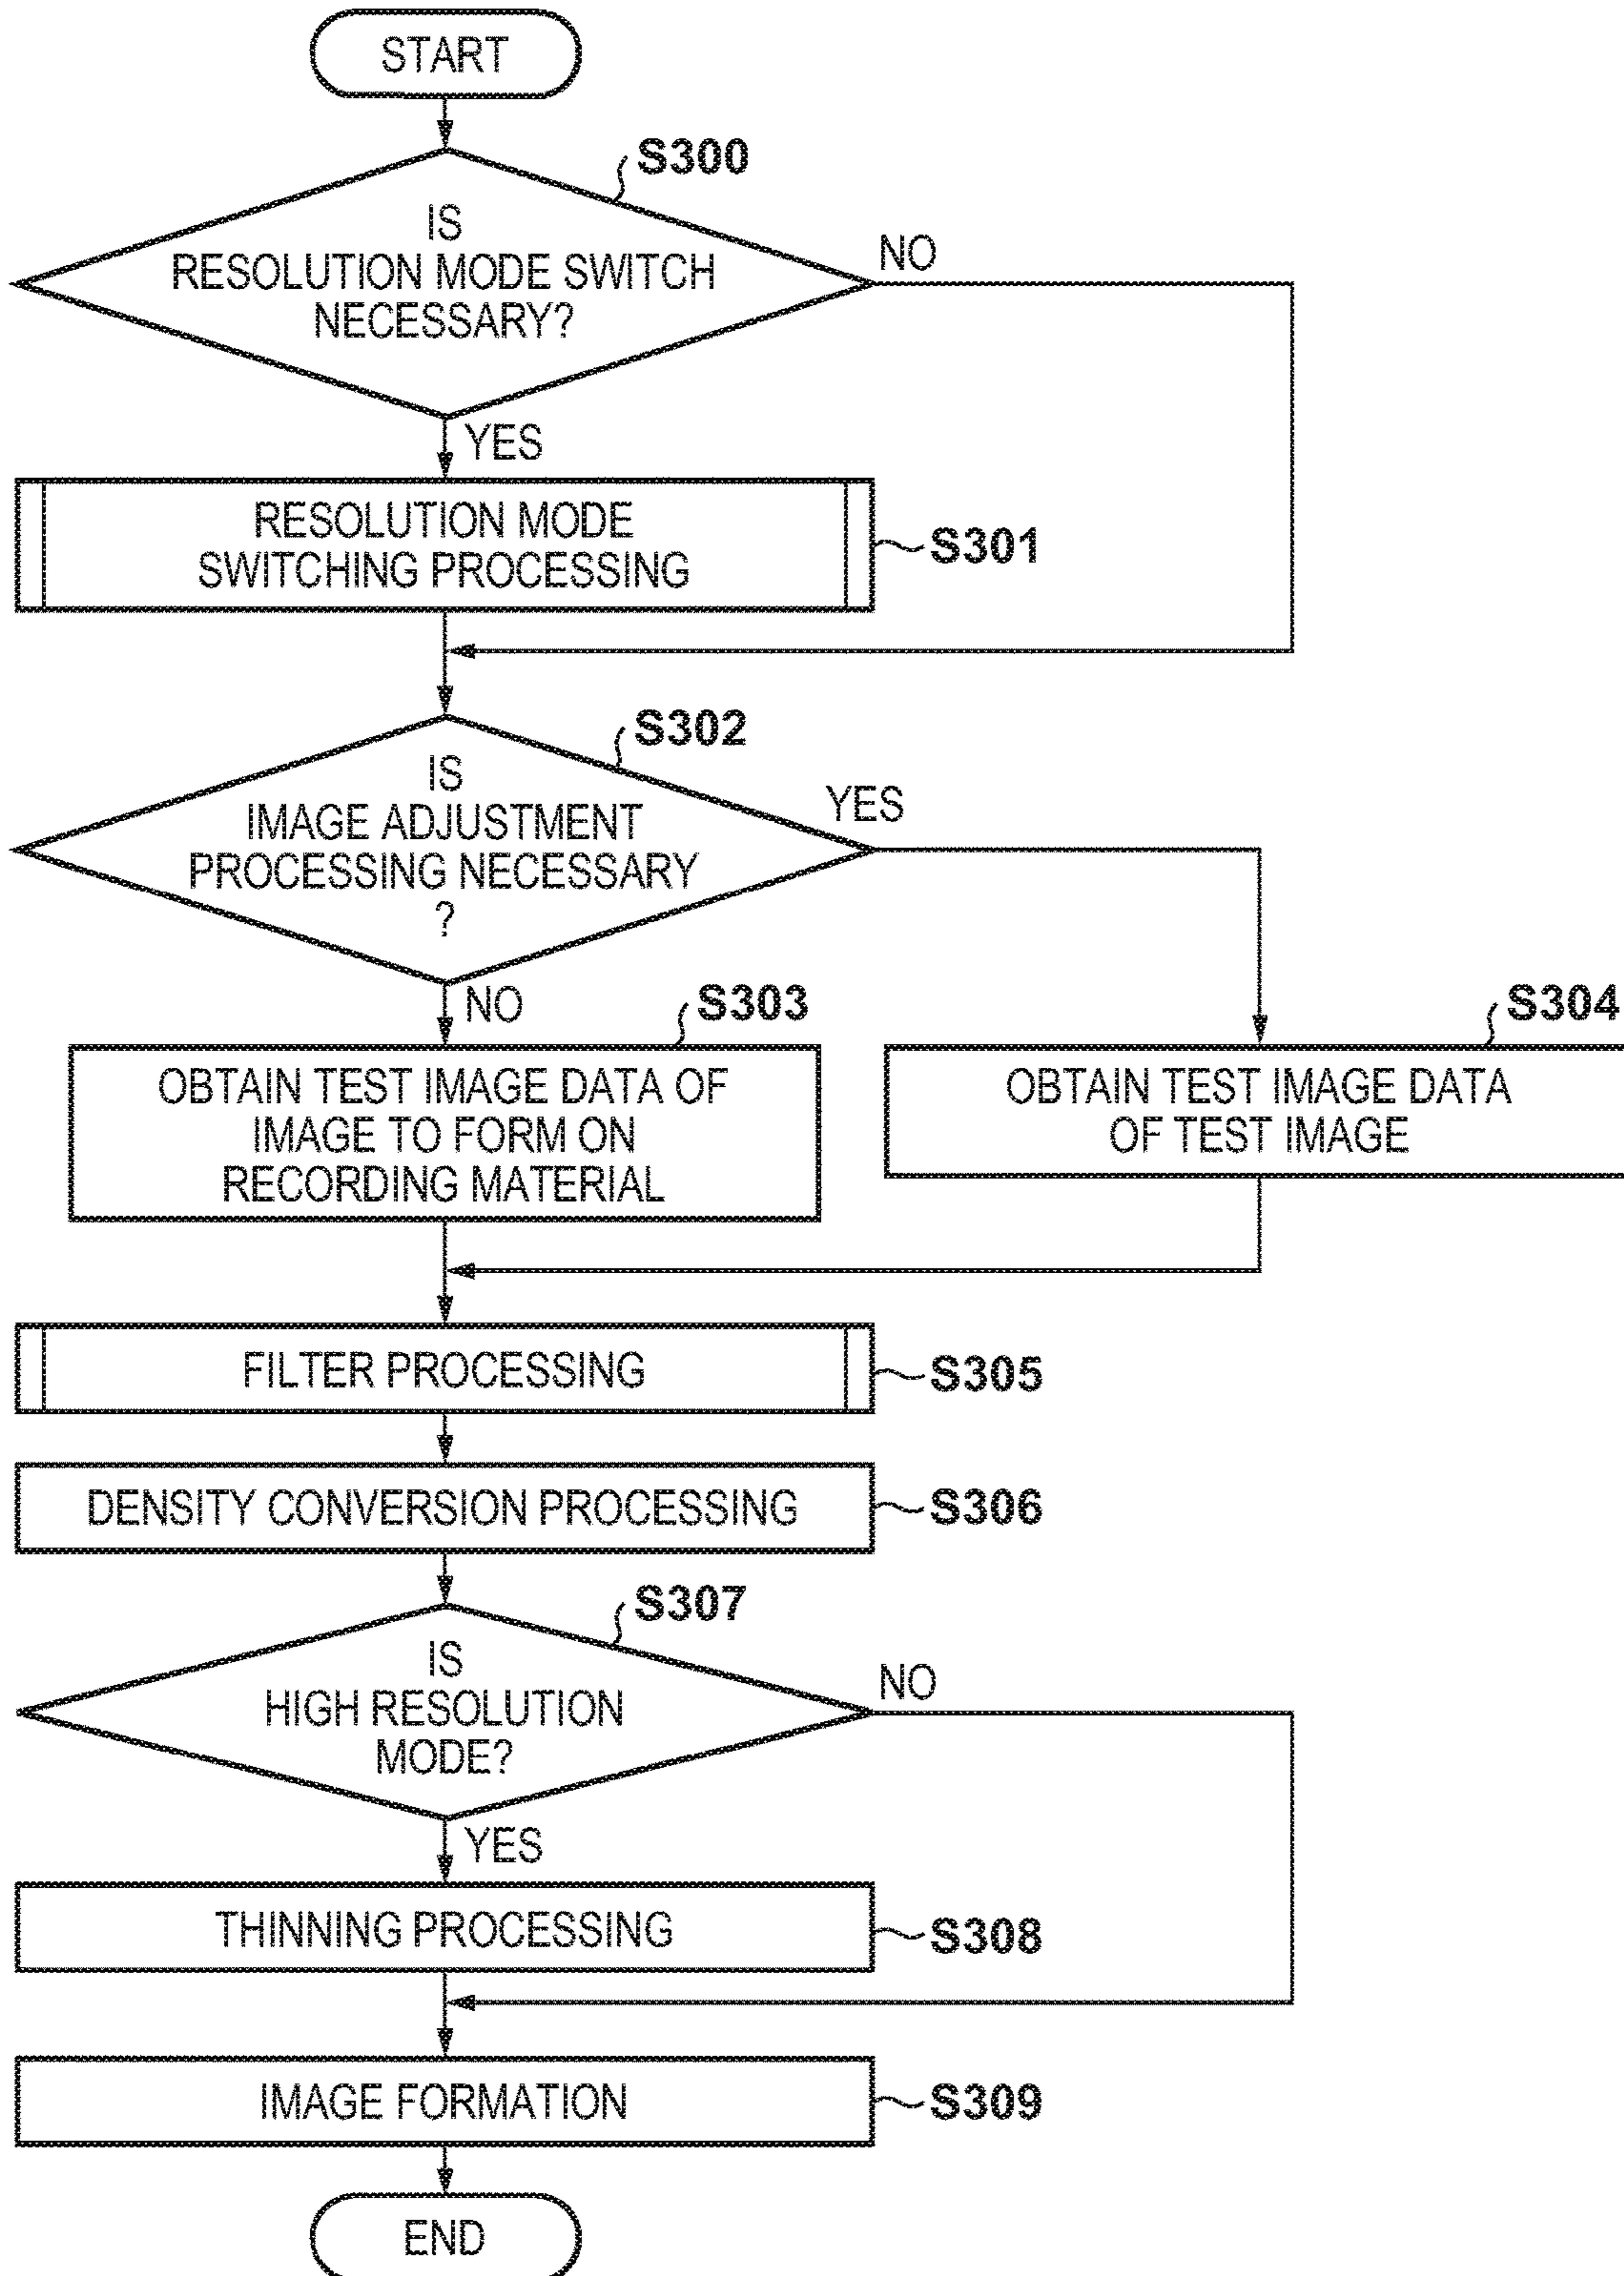 START
S300
IS
RESOLUTION MODE SWITCH
NECESSARY?
NO
YES
RESOLUTION MODE
SWITCHING PROCESSING
S301
S302
IS
IMAGE ADJUSTMENT
PROCESSING NECESSARY
?
YES
NO
S303
OBTAIN TEST IMAGE DATA OF
IMAGE TO FORM ON
RECORDING MATERIAL
S304
OBTAIN TEST IMAGE DATA
OF TEST IMAGE
FILTER PROCESSING
S305
DENSITY CONVERSION PROCESSING
S306
S307
IS
HIGH RESOLUTION
MODE?
NO
YES
THINNING PROCESSING
S308
IMAGE FORMATION
S309
END